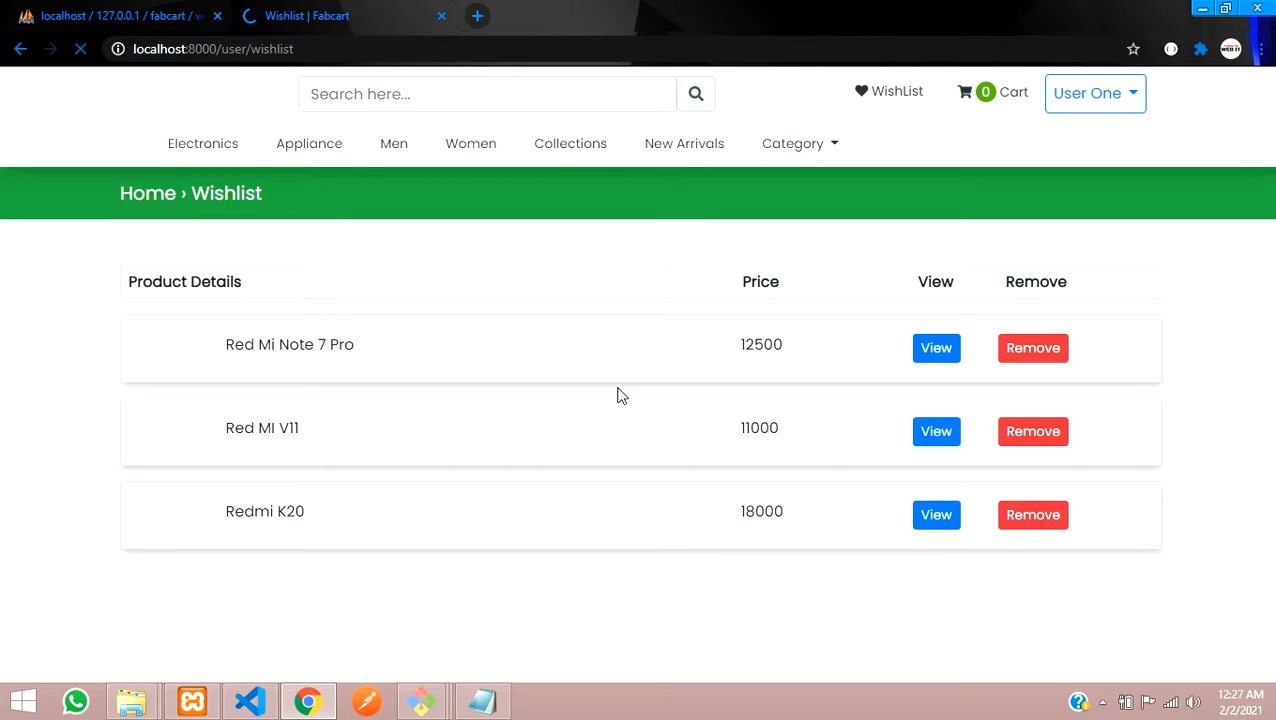 localhost / 127.0.0.1 / fabcart / w
Wishlist | Fabcart
localhost:8000/user/wishlist
Search here...
WishList
0 Cart
User One
Electronics
Appliance
Men
Women
Collections
New Arrivals
Category
Home › Wishlist
Product Details Price View Remove
Red Mi Note 7 Pro 12500 View Remove
Red MI V11 11000 View Remove
Redmi K20 18000 View Remove
12:27 AM
2/2/2021